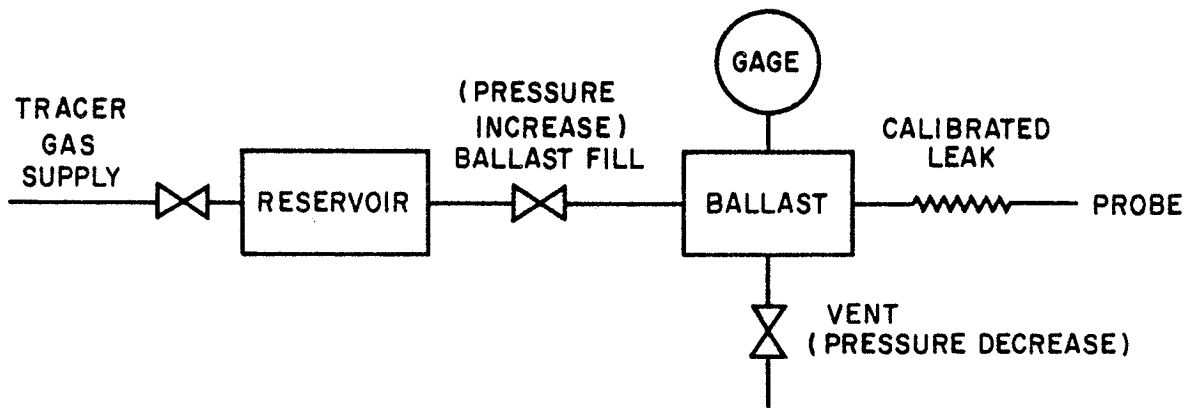 TRACER
GAS
SUPPLY
RESERVOIR
(PRESSURE
INCREASE)
BALLAST FILL
GAGE
BALLAST
CALIBRATED
LEAK
PROBE
VENT
(PRESSURE DECREASE)